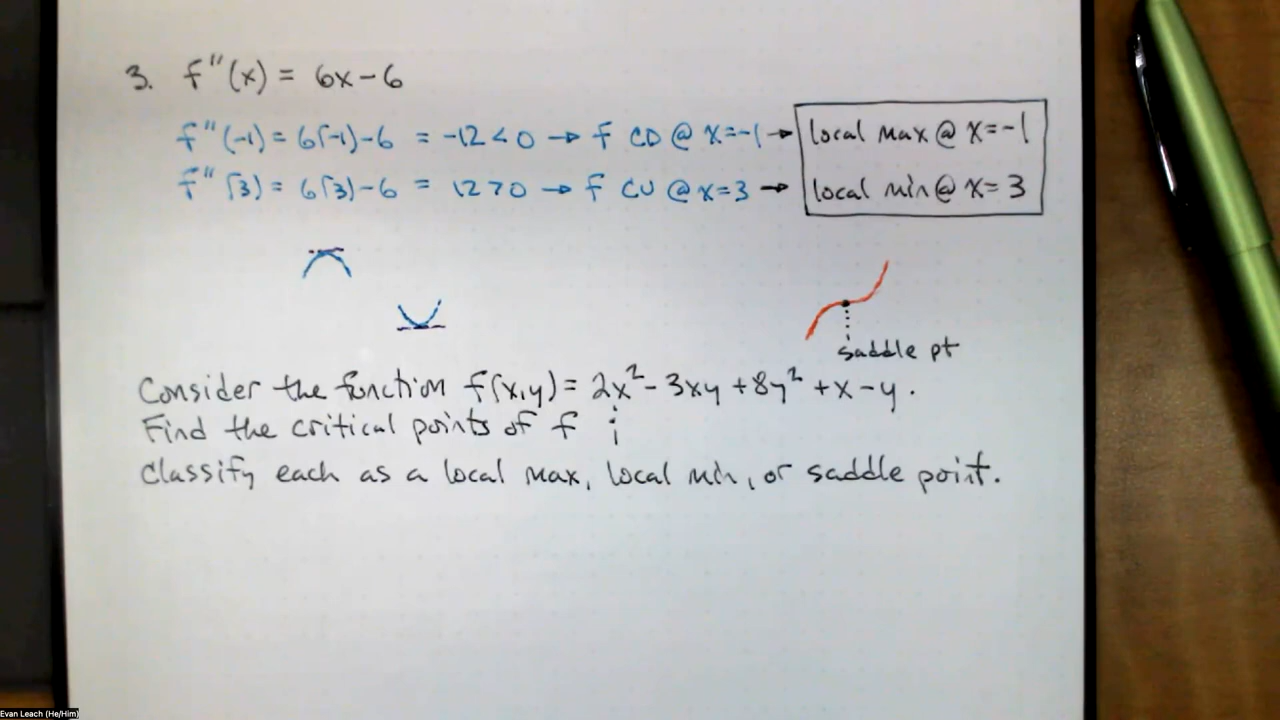 3. f"(x) = 6x-6
f"(-1) = 6(-1)-6 = -12 < 0 → f CD @ x=-1 → local max @ x=-1
f"(3) = 6(3)-6 = 12 > 0 → f CU @ x=3 → local min @ x=3
saddle pt
Consider the function f(x,y) = 2x²-3xy+8y²+x-y.
Find the critical points of f ;
Classify each as a local max, local min, or saddle point.
Evan Leach (He/Him)